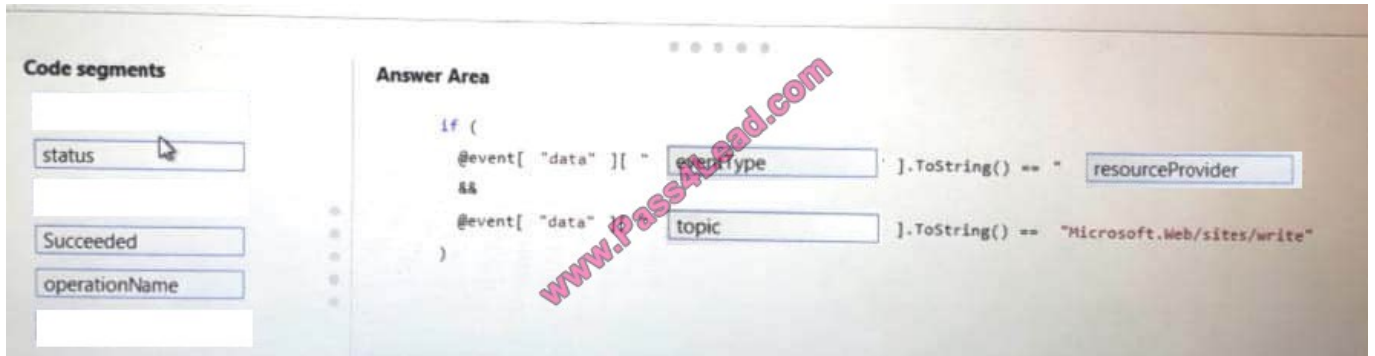 Code segments
status
Succeeded
operationName
Answer Area
if (
@event[ "data" ][ " eventType ' ].ToString() == " resourceProvider
&&
@event[ "data" ][ " topic ].ToString() == "Microsoft.Web/sites/write"
)
www.Pass4Lead.com